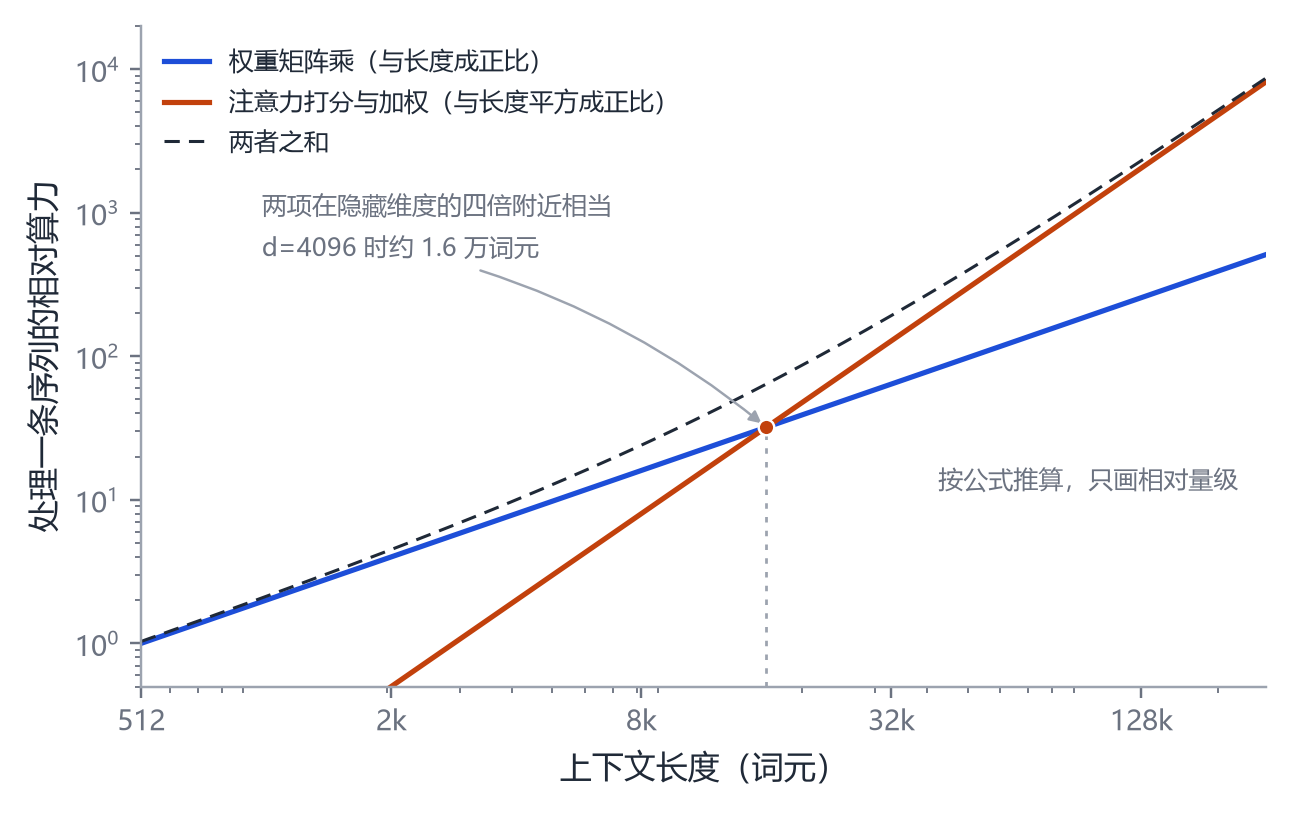 权重矩阵乘（与长度成正比）
注意力打分与加权（与长度平方成正比）
两者之和
两项在隐藏维度的四倍附近相当
d=4096 时约 1.6 万词元
按公式推算，只画相对量级
处理一条序列的相对算力
10⁴
10³
10²
10¹
10⁰
512
2k
8k
32k
128k
上下文长度（词元）